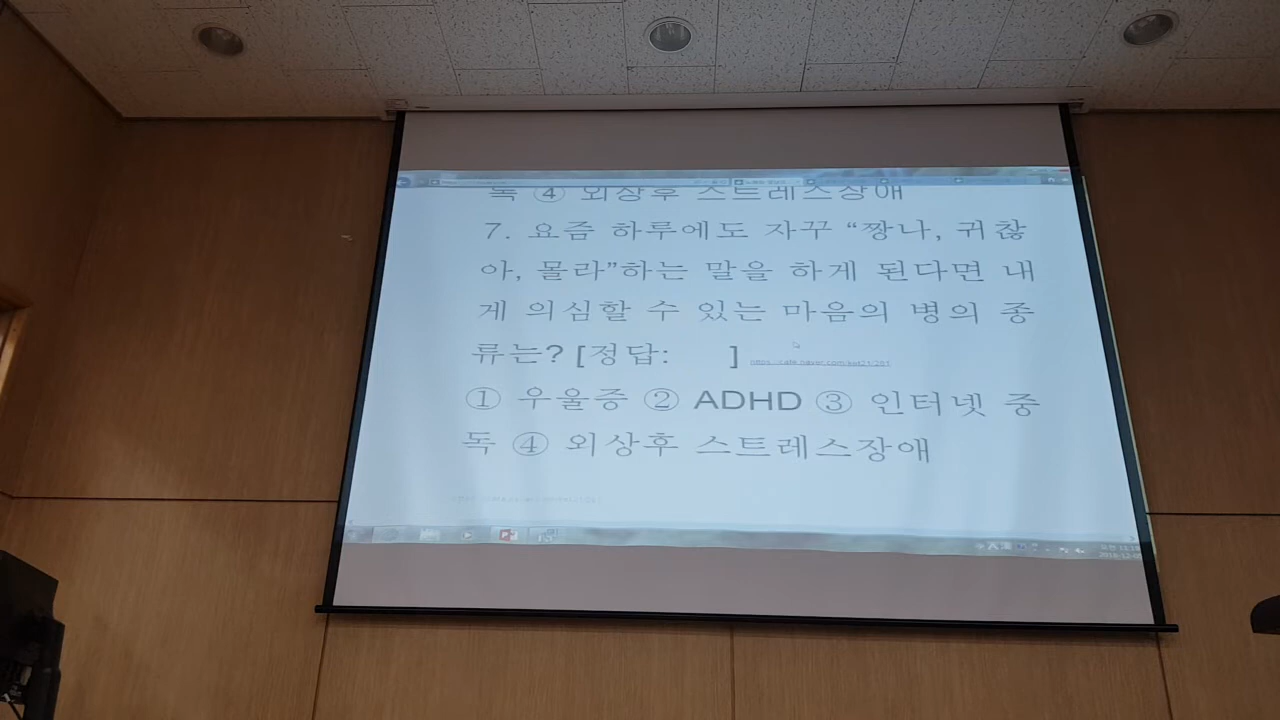 독 ④ 외상후 스트레스장애
7. 요즘 하루에도 자꾸 “짱나, 귀찮
아, 몰라”하는 말을 하게 된다면 내
게 의심할 수 있는 마음의 병의 종
류는? [정답: ]
① 우울증 ② ADHD ③ 인터넷 중
독 ④ 외상후 스트레스장애